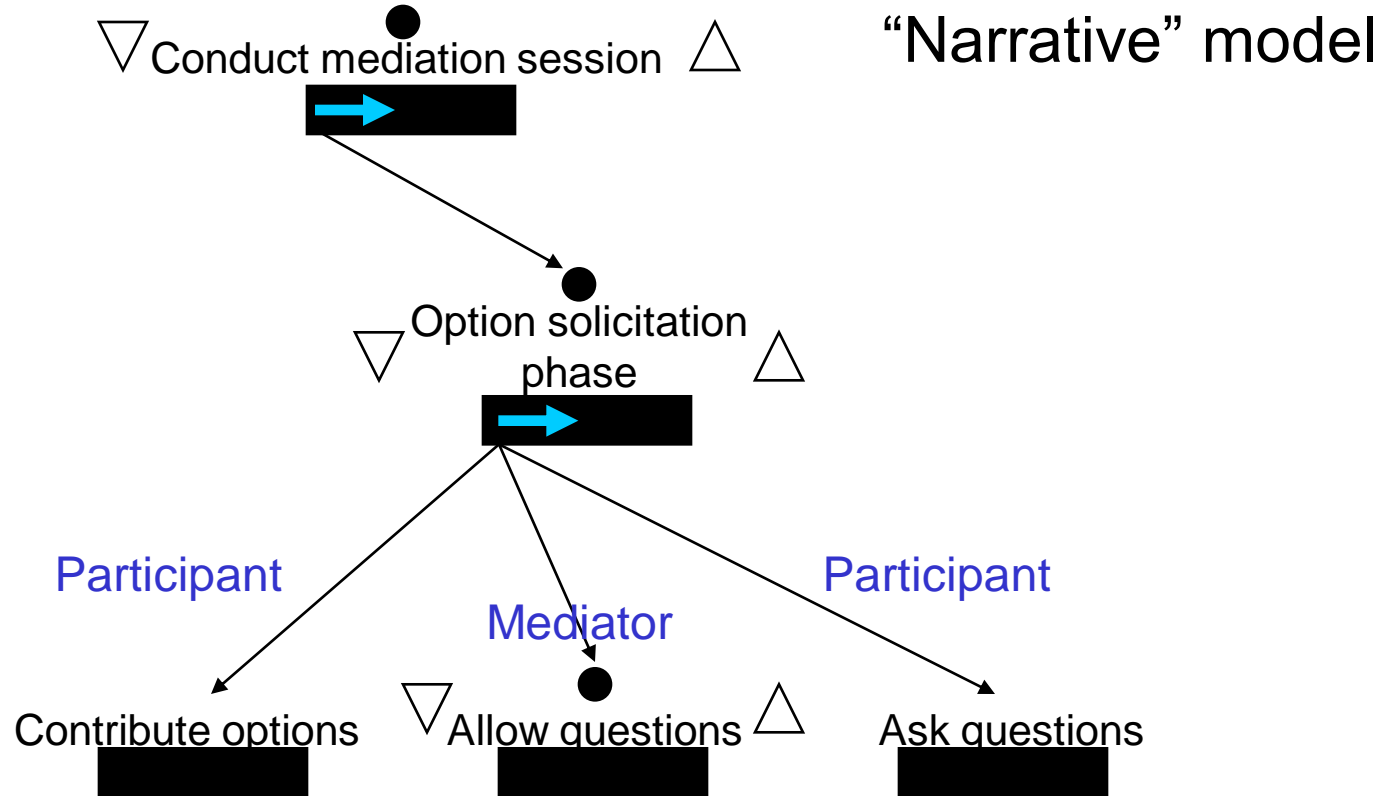 “Narrative” model
Conduct mediation session
Option solicitation
phase
Participant
Participant
Mediator
Contribute options
Allow questions
Ask questions